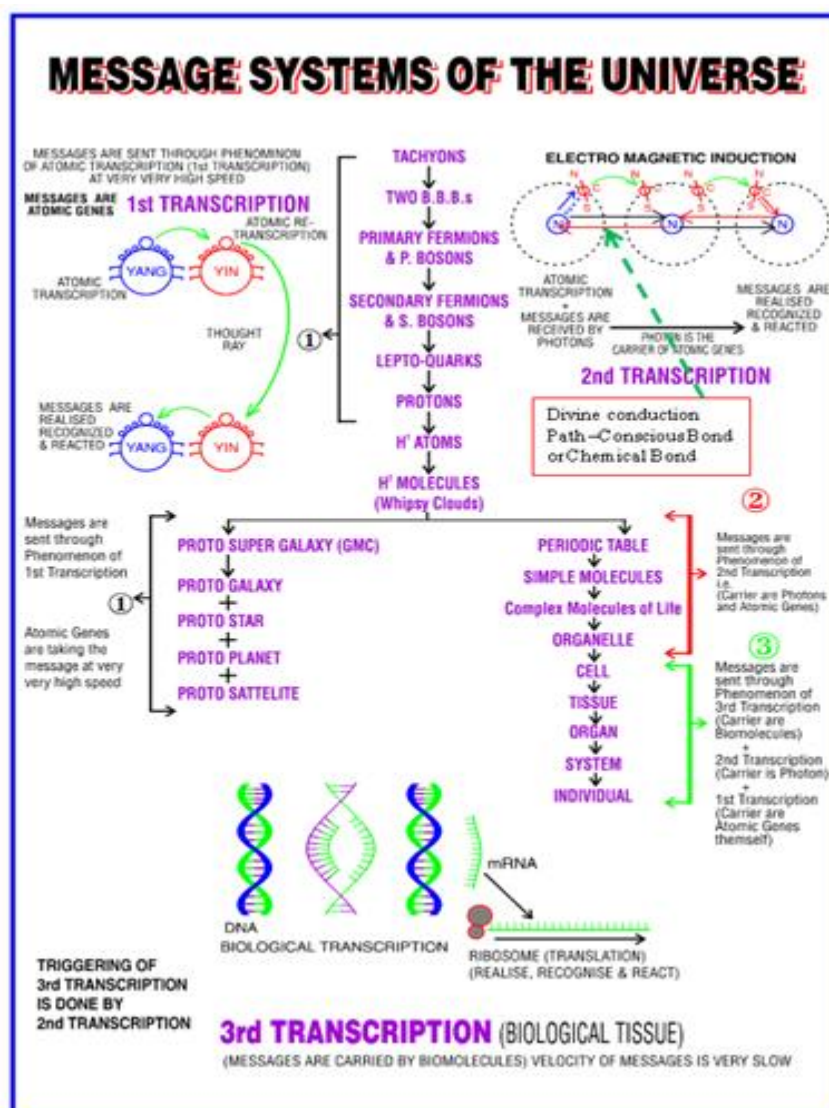 MESSAGE SYSTEMS OF THE UNIVERSE
MESSAGES ARE SENT THROUGH PHENOMINON
OF ATOMIC TRANSCRIPTION (1st TRANSCRIPTION)
AT VERY VERY HIGH SPEED
MESSAGES ARE
ATOMIC GENES
1st TRANSCRIPTION
ATOMIC RE-
TRANSCRIPTION
YANG
YIN
ATOMIC
TRANSCRIPTION
THOUGHT
RAY
MESSAGES ARE
REALISED
RECOGNIZED
& REACTED
YANG
YIN
TACHYONS
TWO B.B.B.s
PRIMARY FERMIONS
& P. BOSONS
SECONDARY FERMIONS
& S. BOSONS
1
LEPTO-QUARKS
PROTONS
H¹ ATOMS
H¹ MOLECULES
(Whipsy Clouds)
ELECTRO MAGNETIC INDUCTION
N C S
S
N C
N
S
N N N
ATOMIC
TRANSCRIPTION
+
MESSAGES ARE
RECEIVED BY
PHOTONS
PHOTON IS THE
CARRIER OF ATOMIC GENES
MESSAGES ARE
REALISED
RECOGNIZED
& REACTED
2nd TRANSCRIPTION
Divine conduction
Path–Conscious Bond
or Chemical Bond
Messages are
sent through
Phenomenon of
1st Transcription
1
Atomic Genes
are taking the
message at very
very high speed
PROTO SUPER GALAXY (GMC)
PROTO GALAXY
+
PROTO STAR
+
PROTO PLANET
+
PROTO SATTELITE
PERIODIC TABLE
SIMPLE MOLECULES
Complex Molecules of Life
ORGANELLE
CELL
TISSUE
ORGAN
SYSTEM
INDIVIDUAL
2
Messages are
sent through
Phenomenon of
2nd Transcription
i.e.
(Carrier are Photons
and Atomic Genes)
3
Messages are
sent through
Phenomenon of
3rd Transcription
(Carrier are
Biomolecules)
+
2nd Transcription
(Carrier is Photon)
+
1st Transcription
(Carrier are
Atomic Genes
themself)
DNA
BIOLOGICAL TRANSCRIPTION
mRNA
RIBOSOME (TRANSLATION)
(REALISE, RECOGNISE & REACT)
TRIGGERING OF
3rd TRANSCRIPTION
IS DONE BY
2nd TRANSCRIPTION
3rd TRANSCRIPTION (BIOLOGICAL TISSUE)
(MESSAGES ARE CARRIED BY BIOMOLECULES) VELOCITY OF MESSAGES IS VERY SLOW